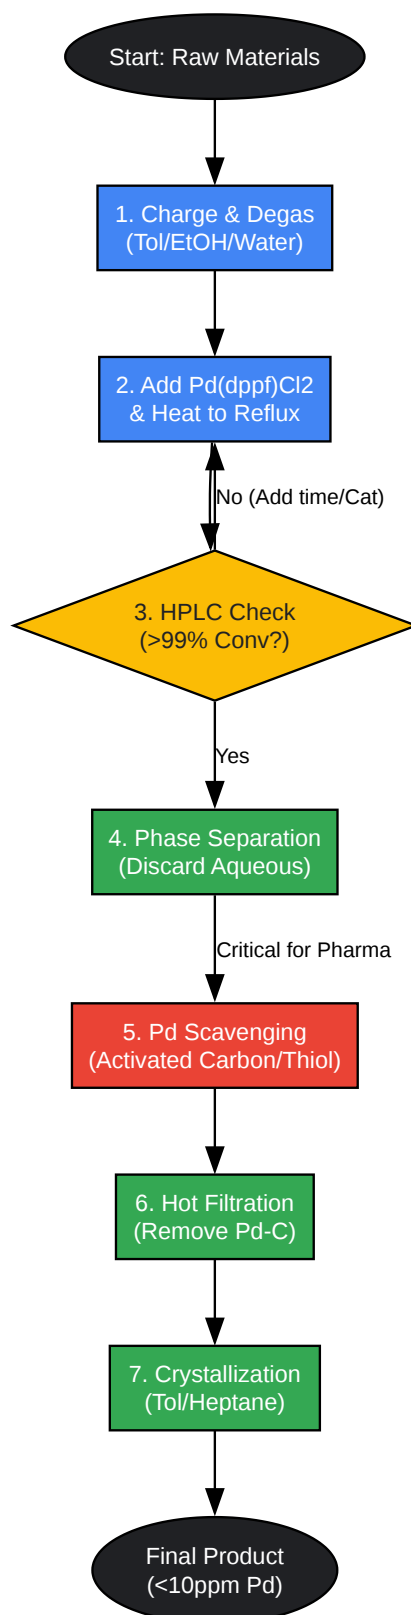 Start: Raw Materials
1. Charge & Degas
(Tol/EtOH/Water)
2. Add Pd(dppf)Cl2
& Heat to Reflux
No (Add time/Cat)
3. HPLC Check
(>99% Conv?)
Yes
4. Phase Separation
(Discard Aqueous)
Critical for Pharma
5. Pd Scavenging
(Activated Carbon/Thiol)
6. Hot Filtration
(Remove Pd-C)
7. Crystallization
(Tol/Heptane)
Final Product
(<10ppm Pd)